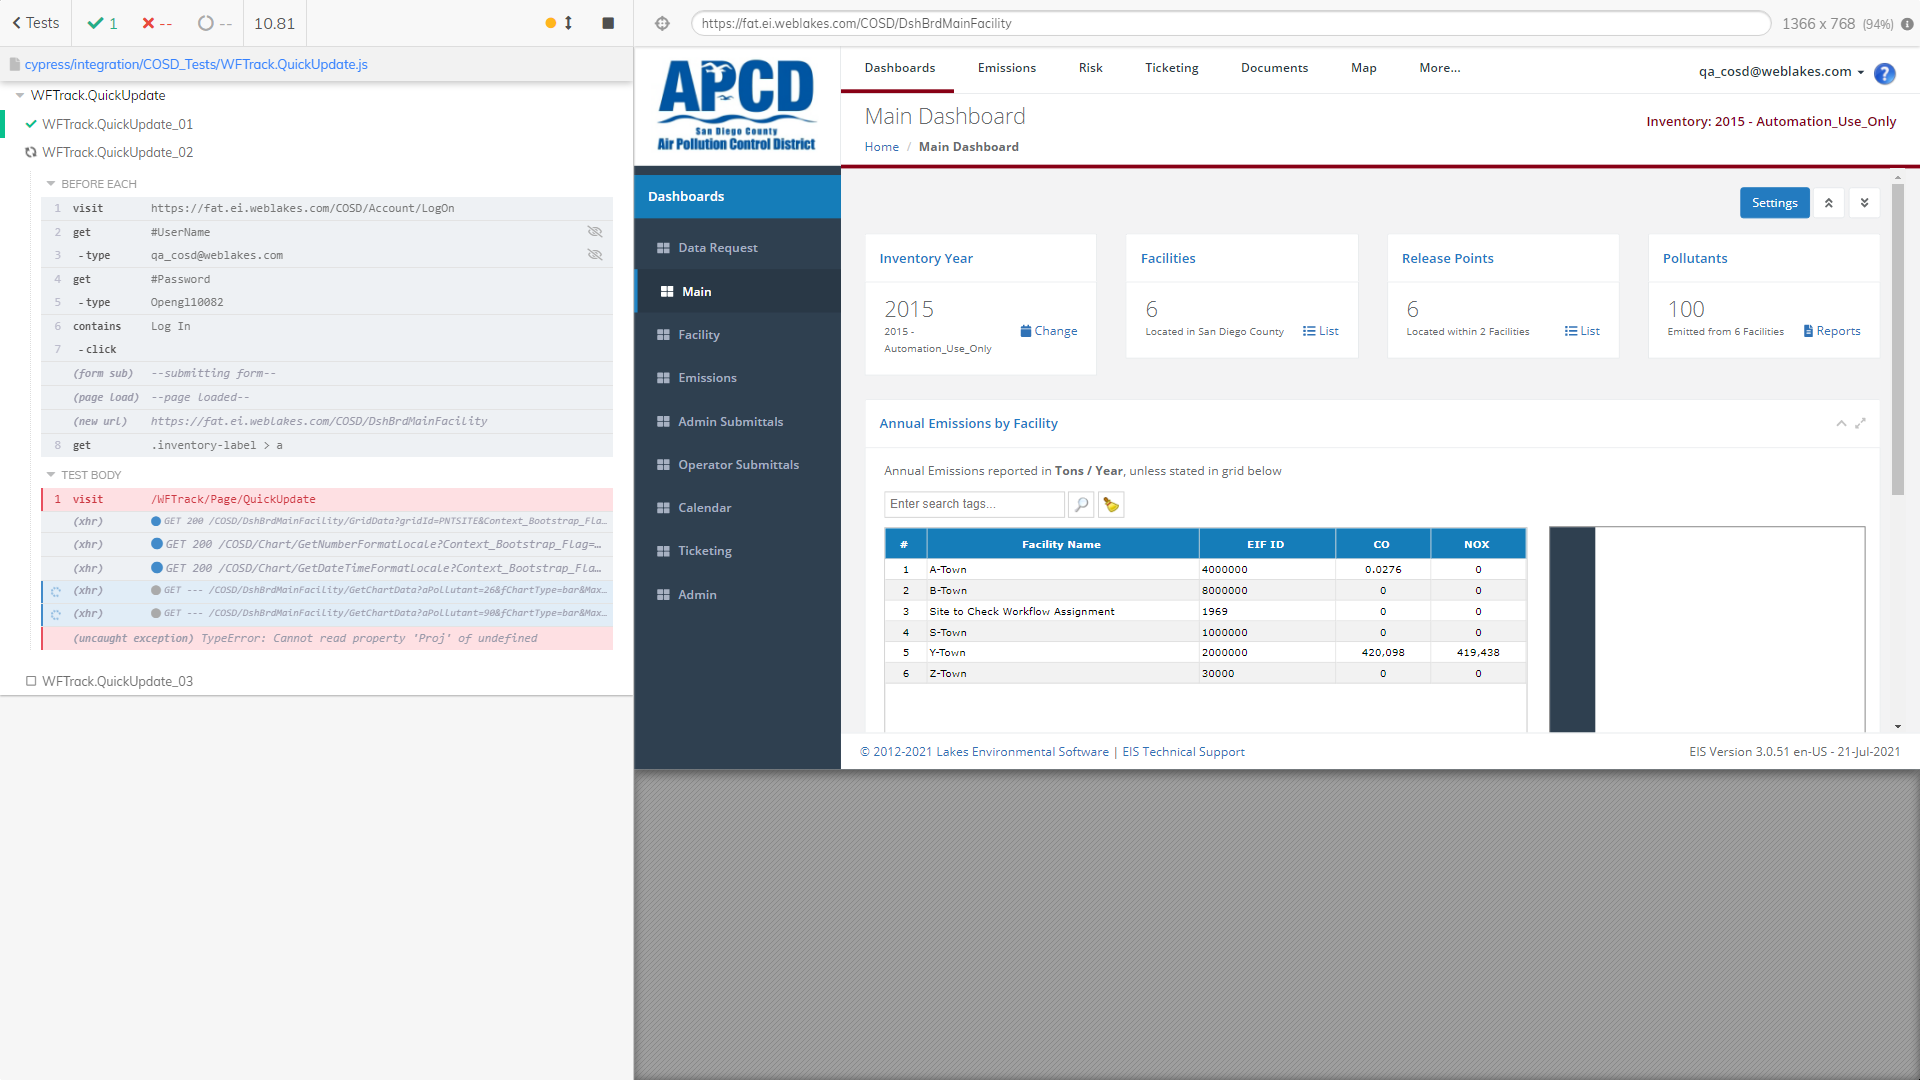 Tests
1
--
--
10.81
https://fat.ei.weblakes.com/COSD/DshBrdMainFacility
1366 x 768 (94%)
cypress/integration/COSD_Tests/WFTrack.QuickUpdate.js
WFTrack.QuickUpdate
WFTrack.QuickUpdate_01
WFTrack.QuickUpdate_02
BEFORE EACH
1 visit https://fat.ei.weblakes.com/COSD/Account/LogOn
2 get #UserName
3 -type qa_cosd@weblakes.com
4 get #Password
5 -type Opengl10082
6 contains Log In
7 -click
(form sub) --submitting form--
(page load) --page loaded--
(new url) https://fat.ei.weblakes.com/COSD/DshBrdMainFacility
8 get .inventory-label > a
TEST BODY
1 visit /WFTrack/Page/QuickUpdate
(xhr) GET 200 /COSD/DshBrdMainFacility/GridData?gridId=PNTSITE&Context_Bootstrap_Fla...
(xhr) GET 200 /COSD/Chart/GetNumberFormatLocale?Context_Bootstrap_Flag=...
(xhr) GET 200 /COSD/Chart/GetDateTimeFormatLocale?Context_Bootstrap_Fla...
(xhr) GET --- /COSD/DshBrdMainFacility/GetChartData?aPollutant=26&fChartType=bar&Max...
(xhr) GET --- /COSD/DshBrdMainFacility/GetChartData?aPollutant=90&fChartType=bar&Max...
(uncaught exception) TypeError: Cannot read property 'Proj' of undefined
WFTrack.QuickUpdate_03
APCD
San Diego County
Air Pollution Control District
Dashboards
Data Request
Main
Facility
Emissions
Admin Submittals
Operator Submittals
Calendar
Ticketing
Admin
Dashboards Emissions Risk Ticketing Documents Map More...
qa_cosd@weblakes.com
?
Main Dashboard
Home / Main Dashboard
Inventory: 2015 - Automation_Use_Only
Settings
Inventory Year
2015
2015 -
Automation_Use_Only
Change
Facilities
6
Located in San Diego County
List
Release Points
6
Located within 2 Facilities
List
Pollutants
100
Emitted from 6 Facilities
Reports
Annual Emissions by Facility
Annual Emissions reported in Tons / Year, unless stated in grid below
Enter search tags...
# Facility Name EIF ID CO NOX
1 A-Town 4000000 0.0276 0
2 B-Town 8000000 0 0
3 Site to Check Workflow Assignment 1969 0 0
4 S-Town 1000000 0 0
5 Y-Town 2000000 420,098 419,438
6 Z-Town 30000 0 0
© 2012-2021 Lakes Environmental Software | EIS Technical Support
EIS Version 3.0.51 en-US - 21-Jul-2021